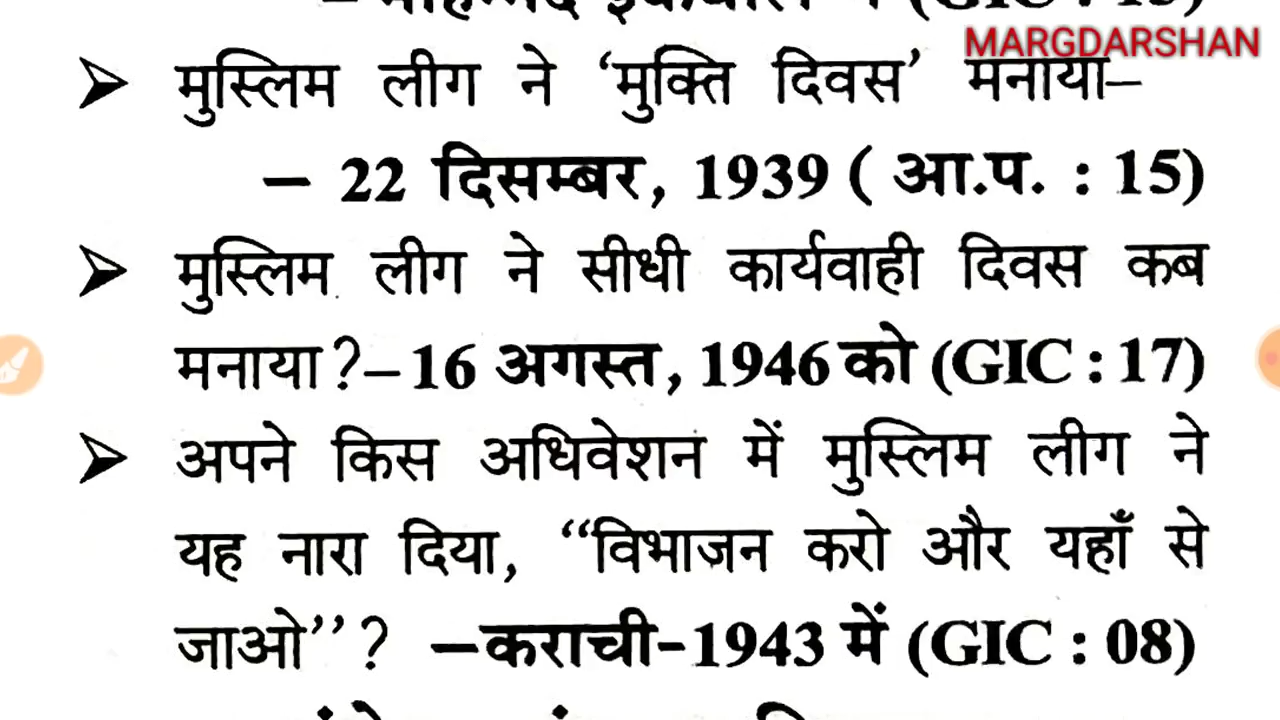 MARGDARSHAN
मुस्लिम लीग ने ‘मुक्ति दिवस’ मनाया–
– 22 दिसम्बर, 1939 ( आ.प. : 15)
मुस्लिम लीग ने सीधी कार्यवाही दिवस कब
मनाया?–16 अगस्त, 1946 को (GIC : 17)
अपने किस अधिवेशन में मुस्लिम लीग ने
यह नारा दिया, “विभाजन करो और यहाँ से
जाओ’’? –कराची-1943 में (GIC : 08)